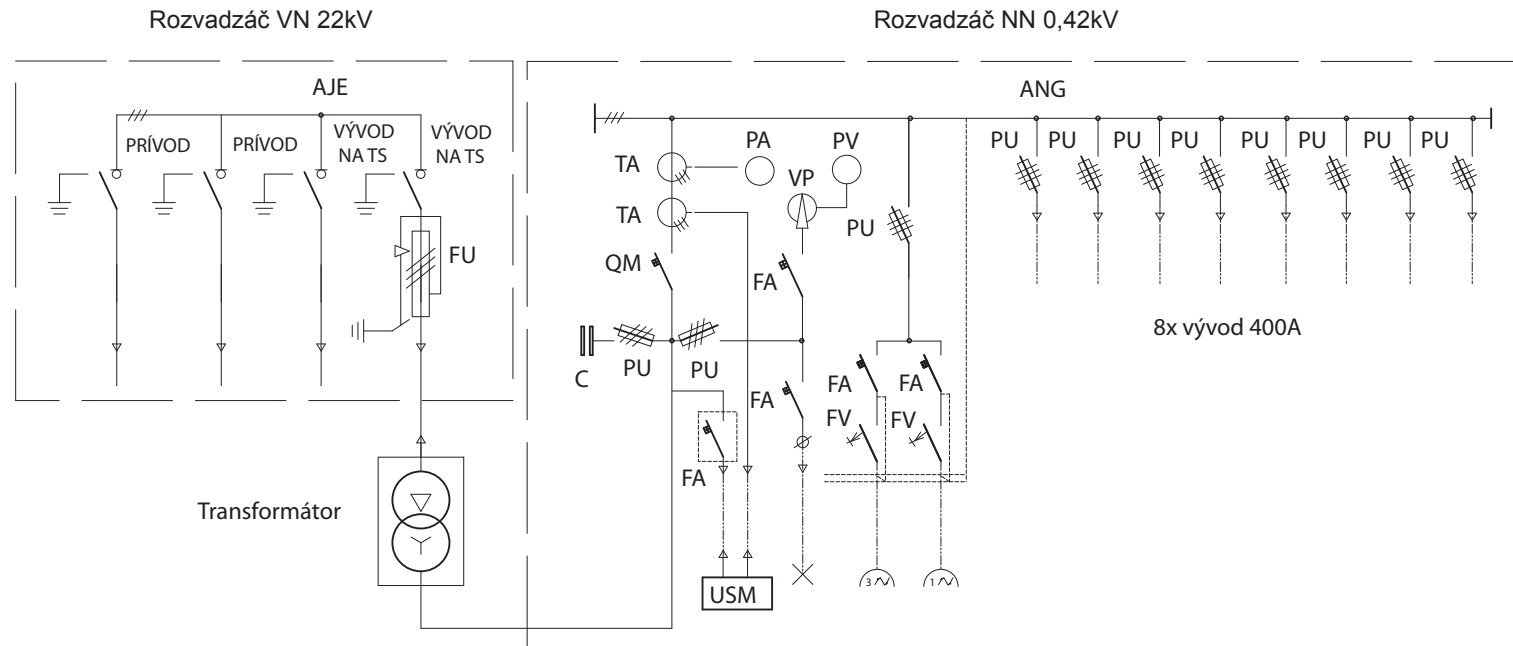 Rozvadzáč VN 22kV
Rozvadzáč NN 0,42kV
AJE
PRÍVOD
PRÍVOD
VÝVOD
NA TS
VÝVOD
NA TS
FU
Transformátor
ANG
TA
PA
PV
VP
TA
QM
FA
PU
C
PU
PU
FA
FA
USM
FA
FA
FV
FV
3
1
PU
PU
PU
PU
PU
PU
PU
PU
8x vývod 400A